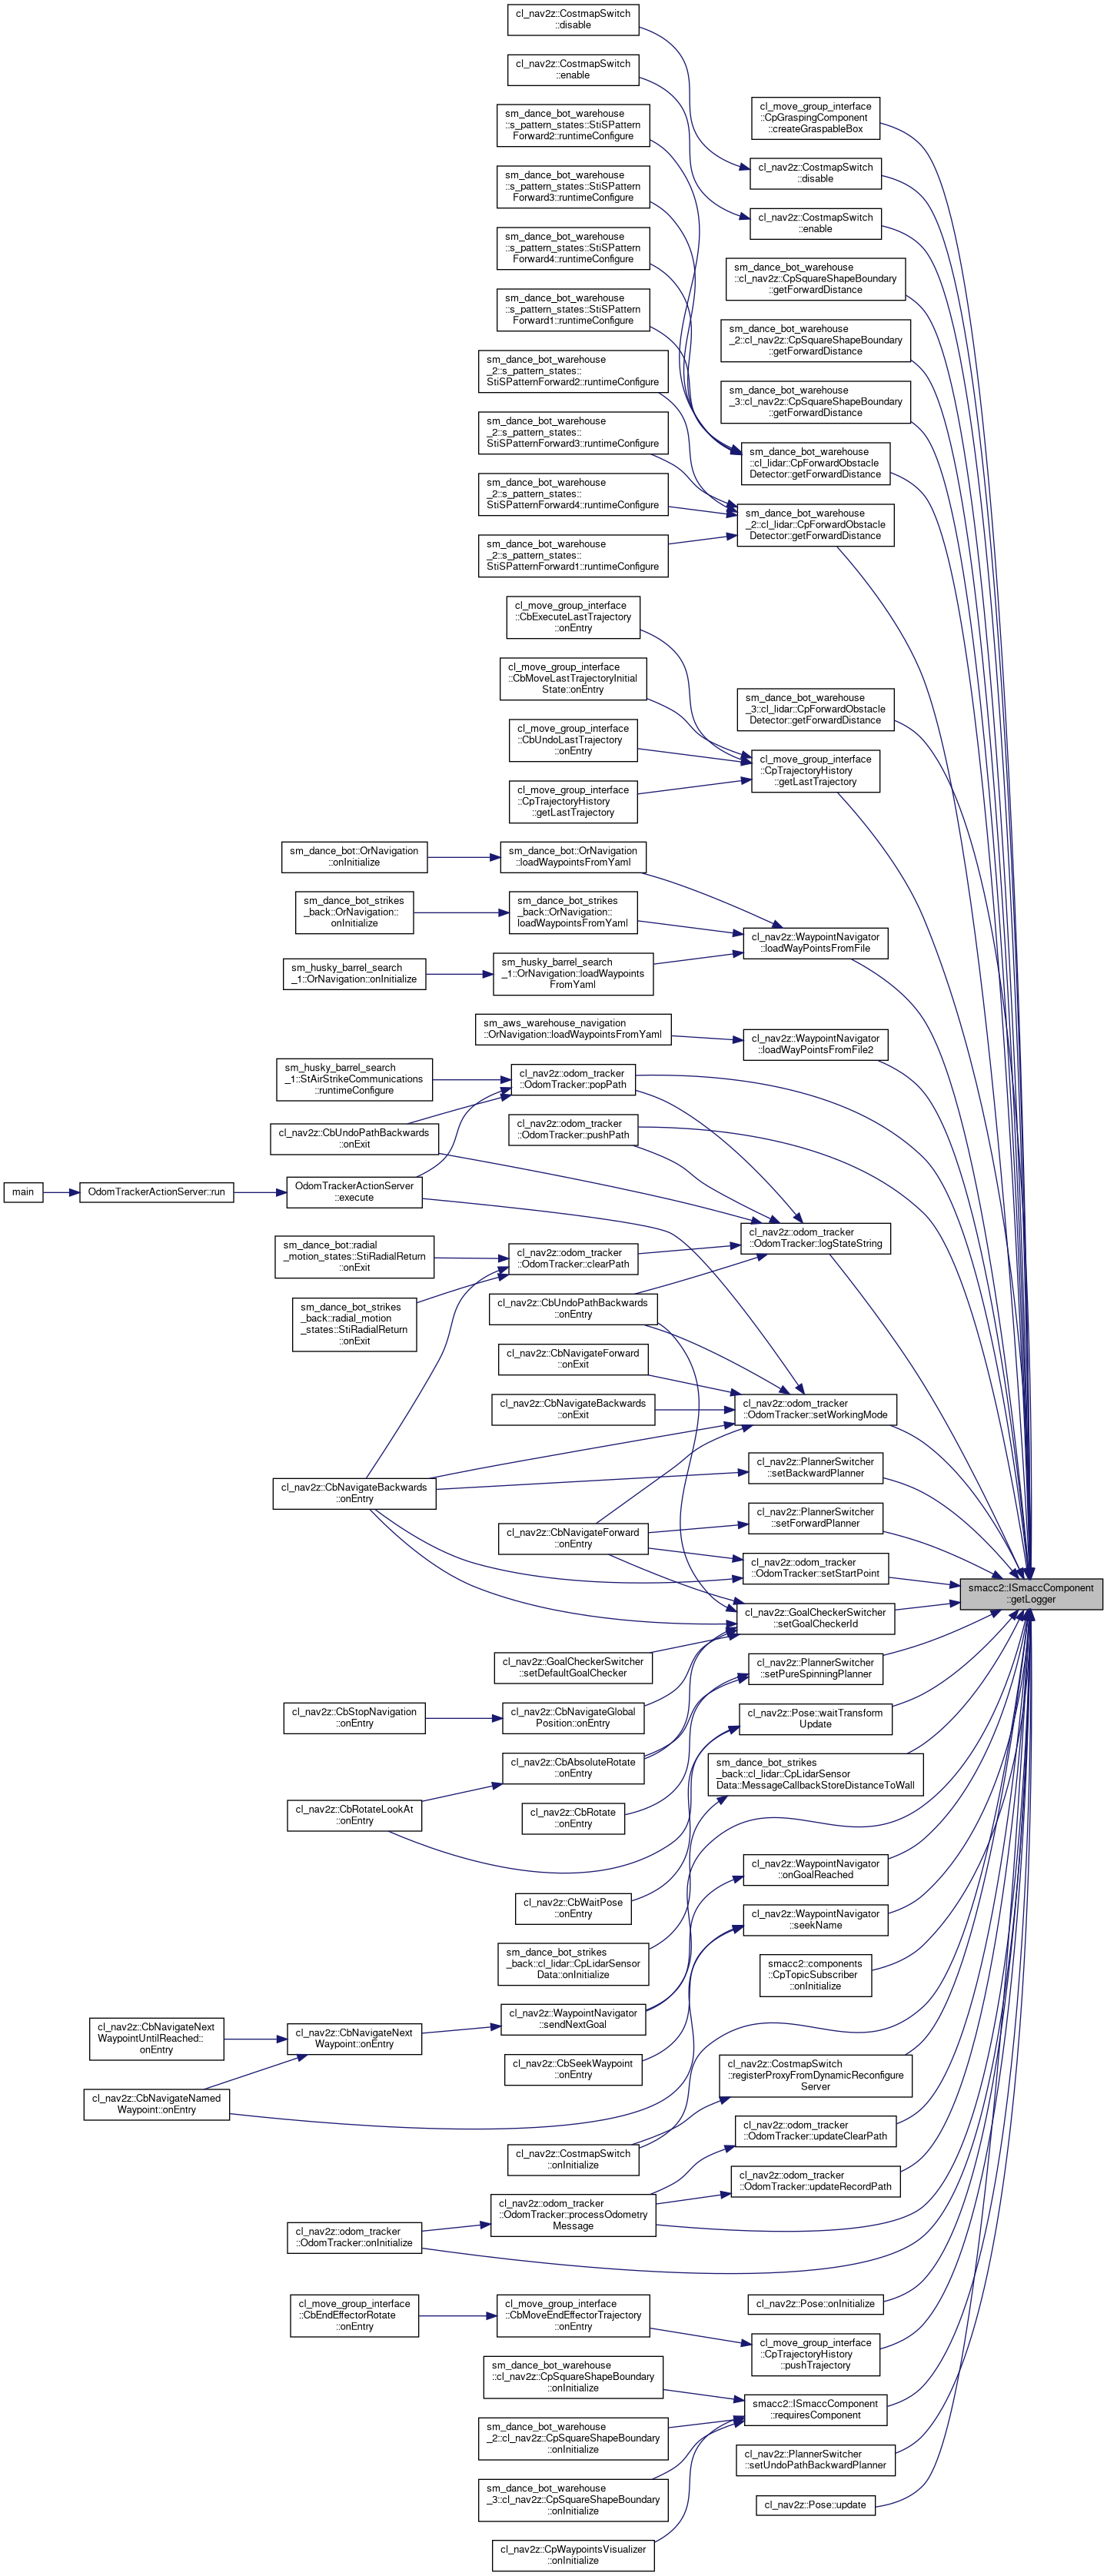 cl_nav2z::CostmapSwitch
::disable
cl_nav2z::CostmapSwitch
::enable
sm_dance_bot_warehouse
::s_pattern_states::StiSPattern
Forward2::runtimeConfigure
sm_dance_bot_warehouse
::s_pattern_states::StiSPattern
Forward3::runtimeConfigure
sm_dance_bot_warehouse
::s_pattern_states::StiSPattern
Forward4::runtimeConfigure
sm_dance_bot_warehouse
::s_pattern_states::StiSPattern
Forward1::runtimeConfigure
sm_dance_bot_warehouse
_2::s_pattern_states::
StiSPatternForward2::runtimeConfigure
sm_dance_bot_warehouse
_2::s_pattern_states::
StiSPatternForward3::runtimeConfigure
sm_dance_bot_warehouse
_2::s_pattern_states::
StiSPatternForward4::runtimeConfigure
sm_dance_bot_warehouse
_2::s_pattern_states::
StiSPatternForward1::runtimeConfigure
cl_move_group_interface
::CpGraspingComponent
::createGraspableBox
cl_nav2z::CostmapSwitch
::disable
cl_nav2z::CostmapSwitch
::enable
sm_dance_bot_warehouse
::cl_nav2z::CpSquareShapeBoundary
::getForwardDistance
sm_dance_bot_warehouse
_2::cl_nav2z::CpSquareShapeBoundary
::getForwardDistance
sm_dance_bot_warehouse
_3::cl_nav2z::CpSquareShapeBoundary
::getForwardDistance
sm_dance_bot_warehouse
::cl_lidar::CpForwardObstacle
Detector::getForwardDistance
sm_dance_bot_warehouse
_2::cl_lidar::CpForwardObstacle
Detector::getForwardDistance
cl_move_group_interface
::CbExecuteLastTrajectory
::onEntry
cl_move_group_interface
::CbMoveLastTrajectoryInitial
State::onEntry
cl_move_group_interface
::CbUndoLastTrajectory
::onEntry
cl_move_group_interface
::CpTrajectoryHistory
::getLastTrajectory
sm_dance_bot_warehouse
_3::cl_lidar::CpForwardObstacle
Detector::getForwardDistance
cl_move_group_interface
::CpTrajectoryHistory
::getLastTrajectory
sm_dance_bot::OrNavigation
::onInitialize
sm_dance_bot::OrNavigation
::loadWaypointsFromYaml
sm_dance_bot_strikes
_back::OrNavigation::
onInitialize
sm_dance_bot_strikes
_back::OrNavigation::
loadWaypointsFromYaml
cl_nav2z::WaypointNavigator
::loadWayPointsFromFile
sm_husky_barrel_search
_1::OrNavigation::onInitialize
sm_husky_barrel_search
_1::OrNavigation::loadWaypoints
FromYaml
sm_aws_warehouse_navigation
::OrNavigation::loadWaypointsFromYaml
cl_nav2z::WaypointNavigator
::loadWayPointsFromFile2
sm_husky_barrel_search
_1::StAirStrikeCommunications
::runtimeConfigure
cl_nav2z::odom_tracker
::OdomTracker::popPath
cl_nav2z::CbUndoPathBackwards
::onExit
cl_nav2z::odom_tracker
::OdomTracker::pushPath
main
OdomTrackerActionServer::run
OdomTrackerActionServer
::execute
sm_dance_bot::radial
_motion_states::StiRadialReturn
::onExit
cl_nav2z::odom_tracker
::OdomTracker::clearPath
cl_nav2z::odom_tracker
::OdomTracker::logStateString
sm_dance_bot_strikes
_back::radial_motion
_states::StiRadialReturn
::onExit
cl_nav2z::CbUndoPathBackwards
::onEntry
cl_nav2z::CbNavigateForward
::onExit
cl_nav2z::CbNavigateBackwards
::onExit
cl_nav2z::odom_tracker
::OdomTracker::setWorkingMode
cl_nav2z::CbNavigateBackwards
::onEntry
cl_nav2z::PlannerSwitcher
::setBackwardPlanner
cl_nav2z::CbNavigateForward
::onEntry
cl_nav2z::PlannerSwitcher
::setForwardPlanner
cl_nav2z::odom_tracker
::OdomTracker::setStartPoint
smacc2::ISmaccComponent
::getLogger
cl_nav2z::GoalCheckerSwitcher
::setGoalCheckerId
cl_nav2z::GoalCheckerSwitcher
::setDefaultGoalChecker
cl_nav2z::PlannerSwitcher
::setPureSpinningPlanner
cl_nav2z::CbStopNavigation
::onEntry
cl_nav2z::CbNavigateGlobal
Position::onEntry
cl_nav2z::Pose::waitTransform
Update
cl_nav2z::CbAbsoluteRotate
::onEntry
sm_dance_bot_strikes
_back::cl_lidar::CpLidarSensor
Data::MessageCallbackStoreDistanceToWall
cl_nav2z::CbRotateLookAt
::onEntry
cl_nav2z::CbRotate
::onEntry
cl_nav2z::WaypointNavigator
::onGoalReached
cl_nav2z::CbWaitPose
::onEntry
cl_nav2z::WaypointNavigator
::seekName
sm_dance_bot_strikes
_back::cl_lidar::CpLidarSensor
Data::onInitialize
smacc2::components
::CpTopicSubscriber
::onInitialize
cl_nav2z::CbNavigateNext
WaypointUntilReached::
onEntry
cl_nav2z::CbNavigateNext
Waypoint::onEntry
cl_nav2z::WaypointNavigator
::sendNextGoal
cl_nav2z::CbNavigateNamed
Waypoint::onEntry
cl_nav2z::CbSeekWaypoint
::onEntry
cl_nav2z::CostmapSwitch
::registerProxyFromDynamicReconfigure
Server
cl_nav2z::CostmapSwitch
::onInitialize
cl_nav2z::odom_tracker
::OdomTracker::updateClearPath
cl_nav2z::odom_tracker
::OdomTracker::updateRecordPath
cl_nav2z::odom_tracker
::OdomTracker::onInitialize
cl_nav2z::odom_tracker
::OdomTracker::processOdometry
Message
cl_nav2z::Pose::onInitialize
cl_move_group_interface
::CbEndEffectorRotate
::onEntry
cl_move_group_interface
::CbMoveEndEffectorTrajectory
::onEntry
cl_move_group_interface
::CpTrajectoryHistory
::pushTrajectory
sm_dance_bot_warehouse
::cl_nav2z::CpSquareShapeBoundary
::onInitialize
smacc2::ISmaccComponent
::requiresComponent
sm_dance_bot_warehouse
_2::cl_nav2z::CpSquareShapeBoundary
::onInitialize
cl_nav2z::PlannerSwitcher
::setUndoPathBackwardPlanner
sm_dance_bot_warehouse
_3::cl_nav2z::CpSquareShapeBoundary
::onInitialize
cl_nav2z::Pose::update
cl_nav2z::CpWaypointsVisualizer
::onInitialize